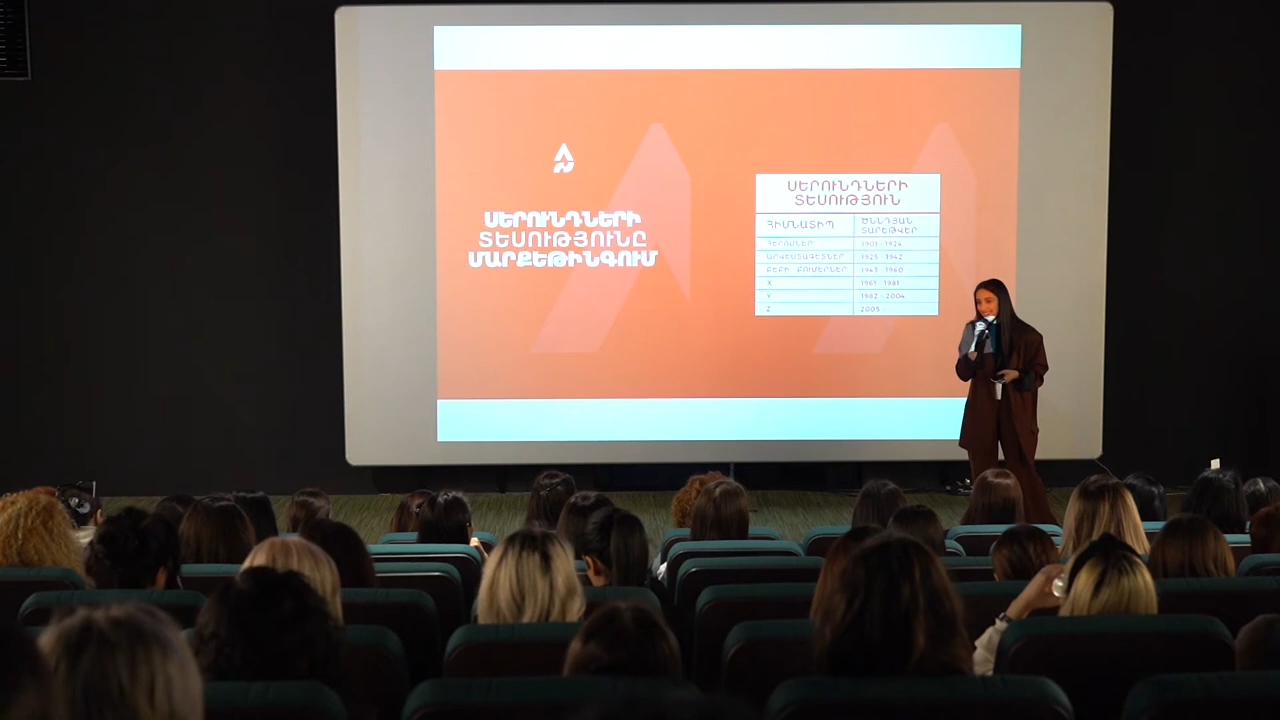 ՍԵՐՈՒՆԴՆԵՐԻ
ՏԵՍՈՒԹՅՈՒՆԸ
ՄԱՐՔԵԹԻՆԳՈՒՄ
ՍԵՐՈՒՆԴՆԵՐԻ
ՏԵՍՈՒԹՅՈՒՆ
ՀԻՄՆԱՏԻՊ
ԾՆՆԴՅԱՆ
ՏԱՐԵԹՎԵՐ
ՀԵՐՈՍՆԵՐ 1901 - 1924
ԱՐՎԵՍՏԱԳԵՏՆԵՐ 1925 - 1942
ԲԵԲԻ ԲՈՒՄԵՐՆԵՐ 1943 - 1960
X 1961 - 1981
Y 1982 - 2004
Z 2005